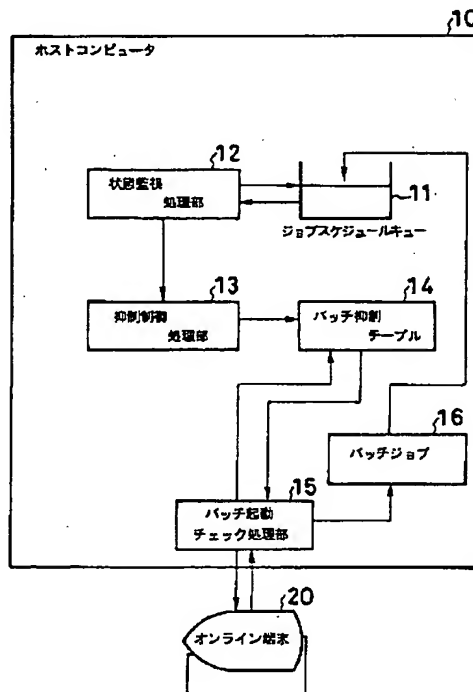 10
ホストコンピュータ
12
状態監視
処理部
11
ジョブスケジュールキュー
13
抑制制御
処理部
14
バッチ抑制
テーブル
16
バッチジョブ
15
バッチ起動
チェック処理部
20
オンライン端末